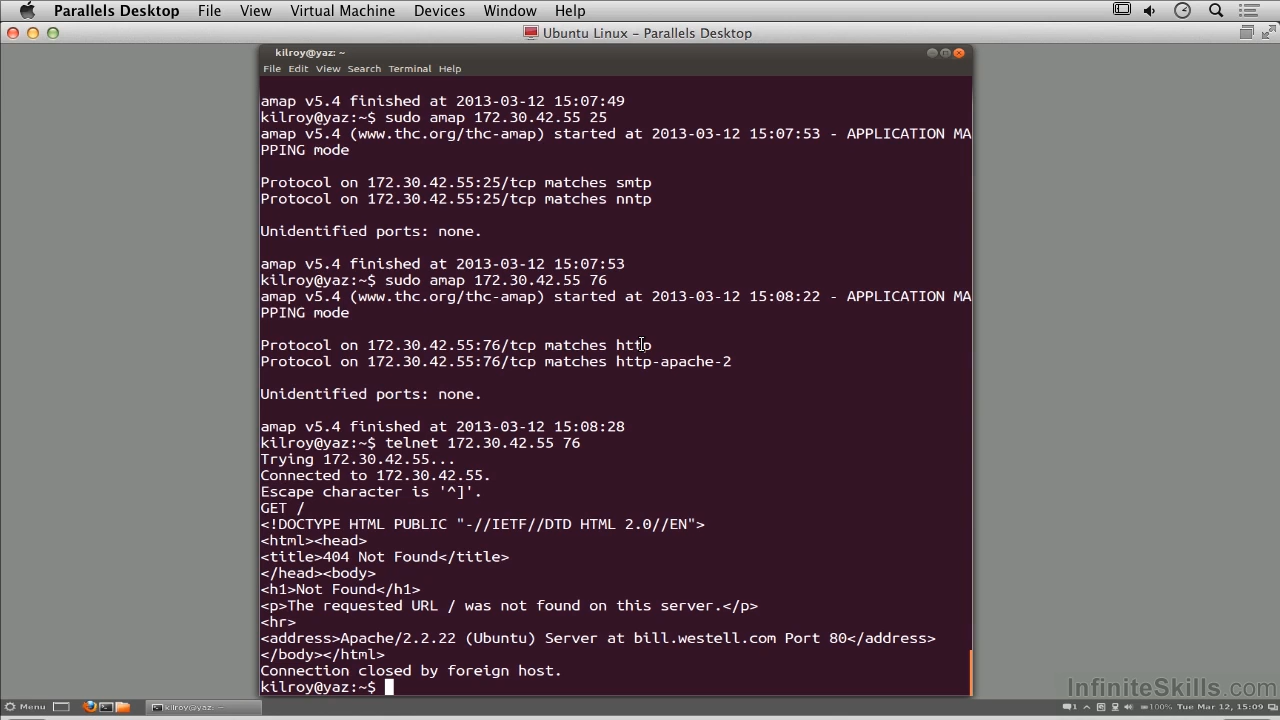 Parallels Desktop File View Virtual Machine Devices Window Help
Ubuntu Linux - Parallels Desktop
kilroy@yaz: ~
File Edit View Search Terminal Help
amap v5.4 finished at 2013-03-12 15:07:49
kilroy@yaz:~$ sudo amap 172.30.42.55 25
amap v5.4 (www.thc.org/thc-amap) started at 2013-03-12 15:07:53 - APPLICATION MA
PPING mode
Protocol on 172.30.42.55:25/tcp matches smtp
Protocol on 172.30.42.55:25/tcp matches nntp
Unidentified ports: none.
amap v5.4 finished at 2013-03-12 15:07:53
kilroy@yaz:~$ sudo amap 172.30.42.55 76
amap v5.4 (www.thc.org/thc-amap) started at 2013-03-12 15:08:22 - APPLICATION MA
PPING mode
Protocol on 172.30.42.55:76/tcp matches http
Protocol on 172.30.42.55:76/tcp matches http-apache-2
Unidentified ports: none.
amap v5.4 finished at 2013-03-12 15:08:28
kilroy@yaz:~$ telnet 172.30.42.55 76
Trying 172.30.42.55...
Connected to 172.30.42.55.
Escape character is '^]'.
GET /
<!DOCTYPE HTML PUBLIC "-//IETF//DTD HTML 2.0//EN">
<html><head>
<title>404 Not Found</title>
</head><body>
<h1>Not Found</h1>
<p>The requested URL / was not found on this server.</p>
<hr>
<address>Apache/2.2.22 (Ubuntu) Server at bill.westell.com Port 80</address>
</body></html>
Connection closed by foreign host.
kilroy@yaz:~$
InfiniteSkills.com
Menu kilroy@yaz: ~ 1 100% Tue Mar 12, 15:09